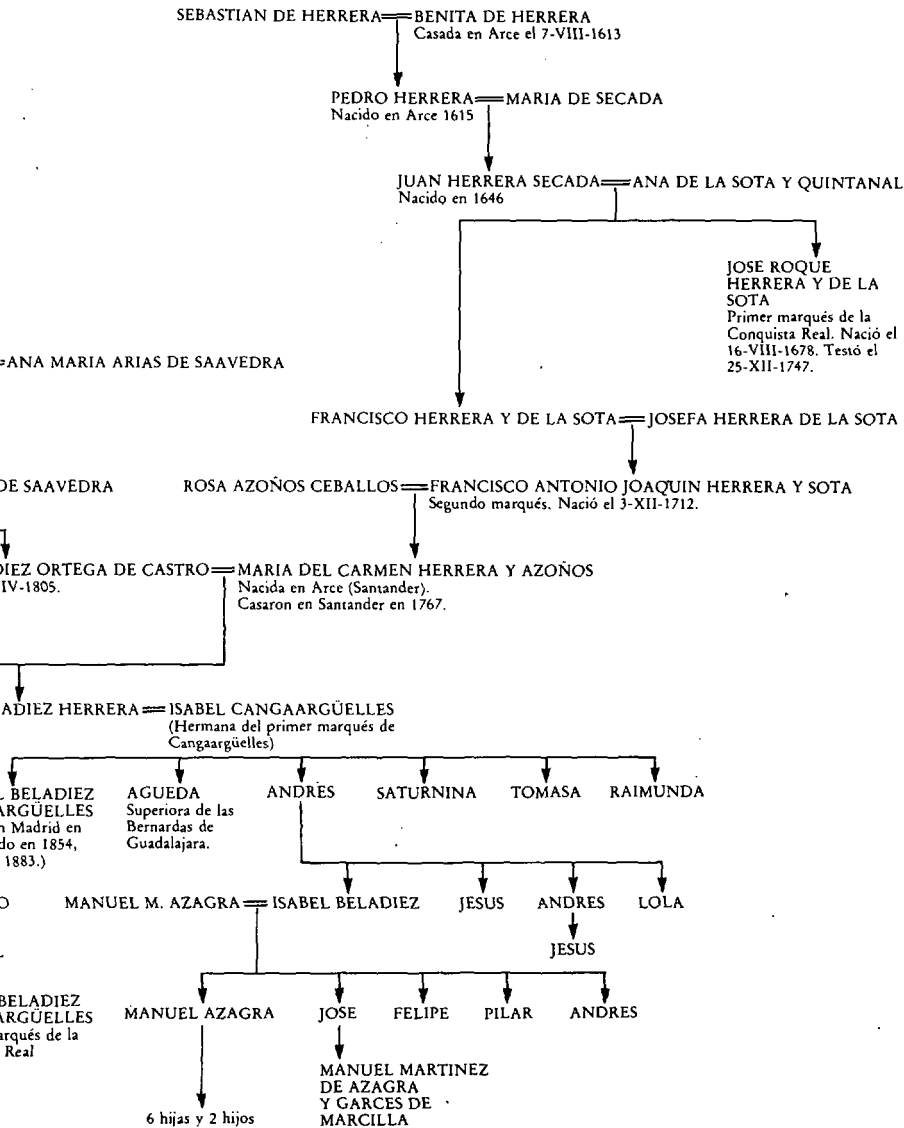 SEBASTIAN DE HERRERA BENITA DE HERRERA
Casada en Arce el 7-VIII-1613
PEDRO HERRERA MARIA DE SECADA
Nacido en Arce 1615
JUAN HERRERA SECADA ANA DE LA SOTA Y QUINTANAL
Nacido en 1646
JOSE ROQUE
HERRERA Y DE LA
SOTA
Primer marqués de la
Conquista Real. Nació el
16-VIII-1678. Testó el
25-XII-1747.
=ANA MARIA ARIAS DE SAAVEDRA
FRANCISCO HERRERA Y DE LA SOTA JOSEFA HERRERA DE LA SOTA
DE SAAVEDRA ROSA AZOÑOS CEBALLOS FRANCISCO ANTONIO JOAQUIN HERRERA Y SOTA
Segundo marqués. Nació el 3-XII-1712.
DIEZ ORTEGA DE CASTRO MARIA DEL CARMEN HERRERA Y AZOÑOS
IV-1805. Nacida en Arce (Santander).
Casaron en Santander en 1767.
ADIEZ HERRERA ISABEL CANGAARGÜELLES
(Hermana del primer marqués de
Cangaargüelles)
L BELADIEZ AGUEDA ANDRES SATURNINA TOMASA RAIMUNDA
ARGÜELLES Superiora de las
n Madrid en Bernardas de
do en 1854, Guadalajara.
1883.)
O MANUEL M. AZAGRA ISABEL BELADIEZ JESUS ANDRES LOLA
JESUS
BELADIEZ MANUEL AZAGRA JOSE FELIPE PILAR ANDRES
ARGÜELLES
arqués de la
Real
MANUEL MARTINEZ
DE AZAGRA
Y GARCES DE
6 hijas y 2 hijos MARCILLA